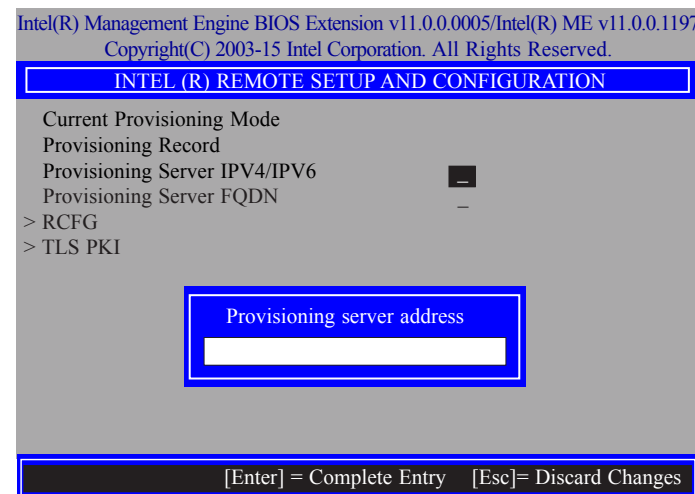 Intel(R) Management Engine BIOS Extension v11.0.0.0005/Intel(R) ME v11.0.0.1197
Copyright(C) 2003-15 Intel Corporation. All Rights Reserved.
INTEL (R) REMOTE SETUP AND CONFIGURATION
Current Provisioning Mode
Provisioning Record
Provisioning Server IPV4/IPV6 _
Provisioning Server FQDN _
> RCFG
> TLS PKI
Provisioning server address
[Enter] = Complete Entry [Esc]= Discard Changes